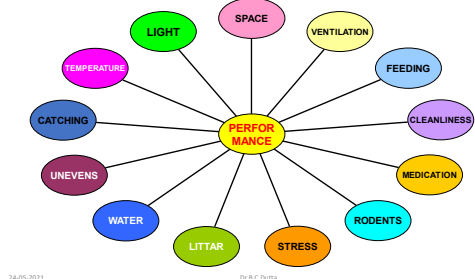 SPACE
LIGHT
VENTILATION
TEMPERATURE
FEEDING
CATCHING
CLEANLINESS
PERFOR
MANCE
UNEVENS
MEDICATION
WATER
RODENTS
LITTAR
STRESS
24-05-2021
Dr.B.C.Dutta